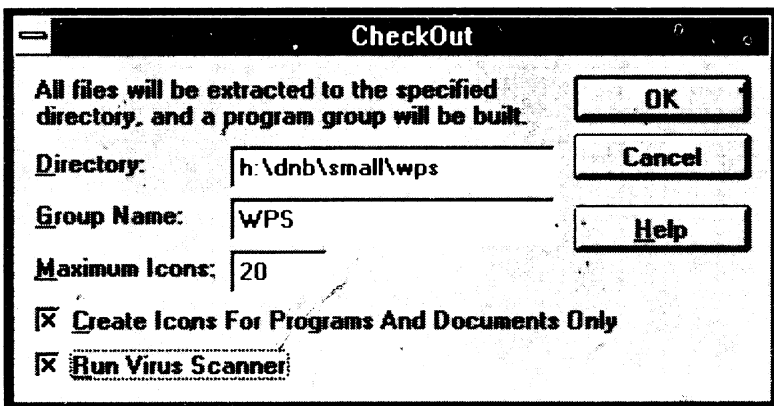 CheckOut
All files will be extracted to the specified
directory, and a program group will be built.
OK
Directory: h:\dnb\small\wps
Cancel
Group Name: WPS
Help
Maximum Icons: 20
Create Icons For Programs And Documents Only
Run Virus Scanner